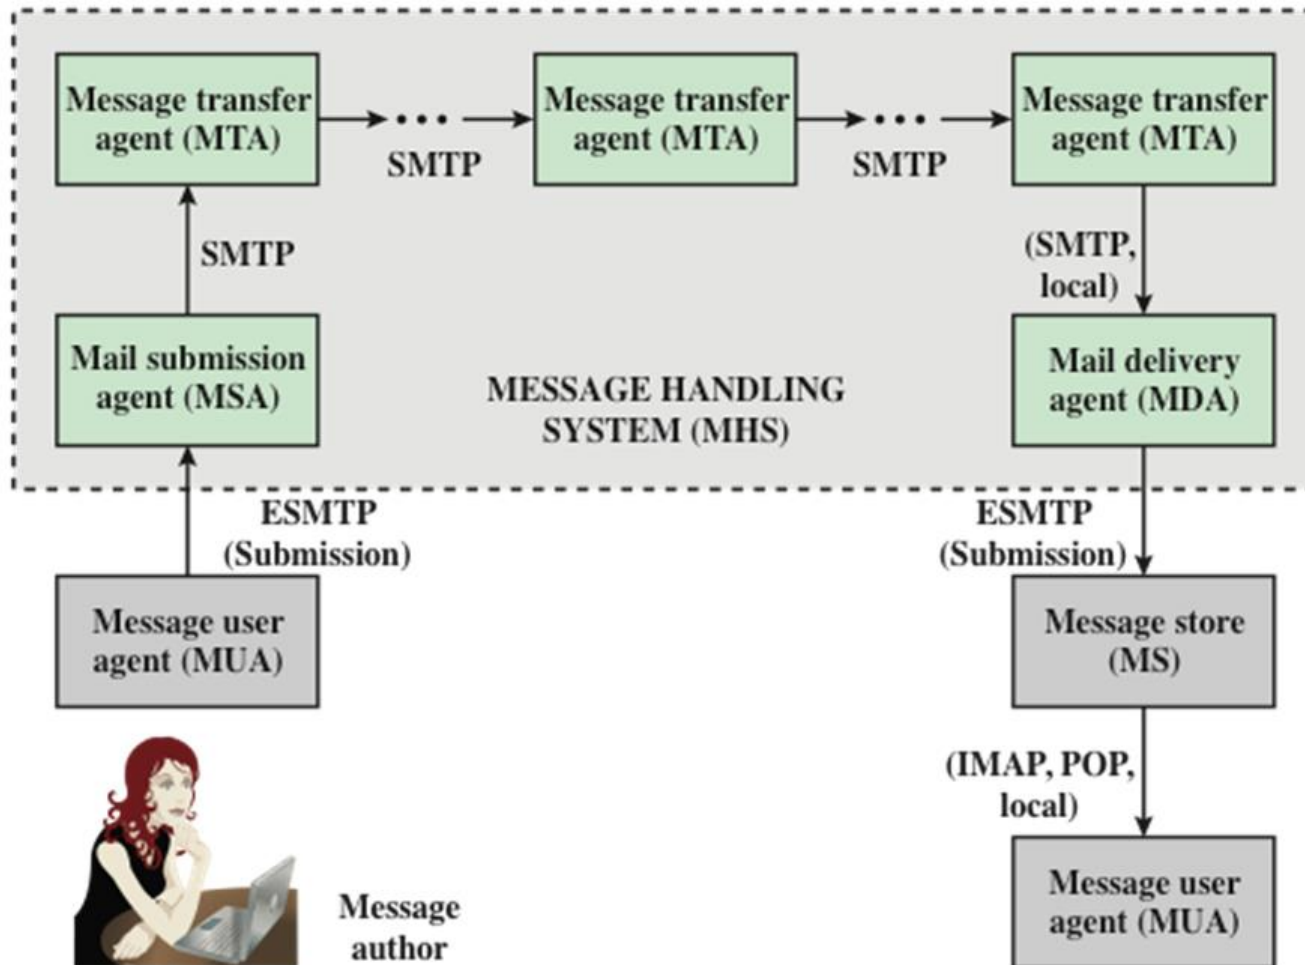 Message transfer
agent (MTA)
SMTP
Message transfer
agent (MTA)
SMTP
Message transfer
agent (MTA)
SMTP
(SMTP,
local)
Mail submission
agent (MSA)
MESSAGE HANDLING
SYSTEM (MHS)
Mail delivery
agent (MDA)
ESMTP
(Submission)
ESMTP
(Submission)
Message user
agent (MUA)
Message store
(MS)
(IMAP, POP,
local)
Message
author
Message user
agent (MUA)